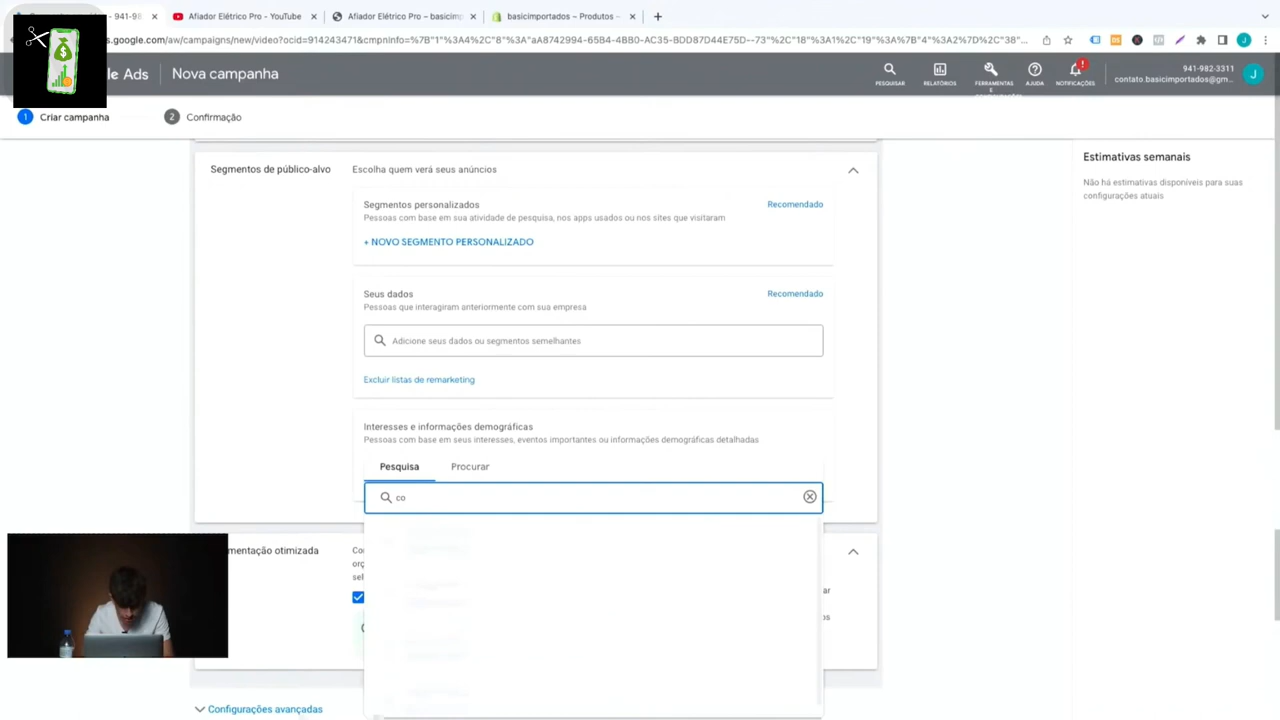 - 941-98
Afiador Elétrico Pro - YouTube
Afiador Elétrico Pro – basicimp
basicimportados – Produtos –
s.google.com/aw/campaigns/new/video?ocid=914243471&cmpnInfo=%7B"1"%3A4%2C"8"%3A"aA8742994-65B4-4BB0-AC35-BDD87D44E75D--73"%2C"18"%3A1%2C"19"%3A%7B"4"%3A2%7D%2C"38"...
le Ads
Nova campanha
PESQUISAR
RELATÓRIOS
FERRAMENTAS E
AJUDA
NOTIFICAÇÕES
941-982-3311
contato.basicimportados@gm...
J
1 Criar campanha
2 Confirmação
Segmentos de público-alvo
Escolha quem verá seus anúncios
Segmentos personalizados
Recomendado
Pessoas com base em sua atividade de pesquisa, nos apps usados ou nos sites que visitaram
+ NOVO SEGMENTO PERSONALIZADO
Seus dados
Recomendado
Pessoas que interagiram anteriormente com sua empresa
Adicione seus dados ou segmentos semelhantes
Excluir listas de remarketing
Interesses e informações demográficas
Pessoas com base em seus interesses, eventos importantes ou informações demográficas detalhadas
Pesquisa
Procurar
co
mentação otimizada
Co
orç
sel
ar
os
Configurações avançadas
Estimativas semanais
Não há estimativas disponíveis para suas
configurações atuais